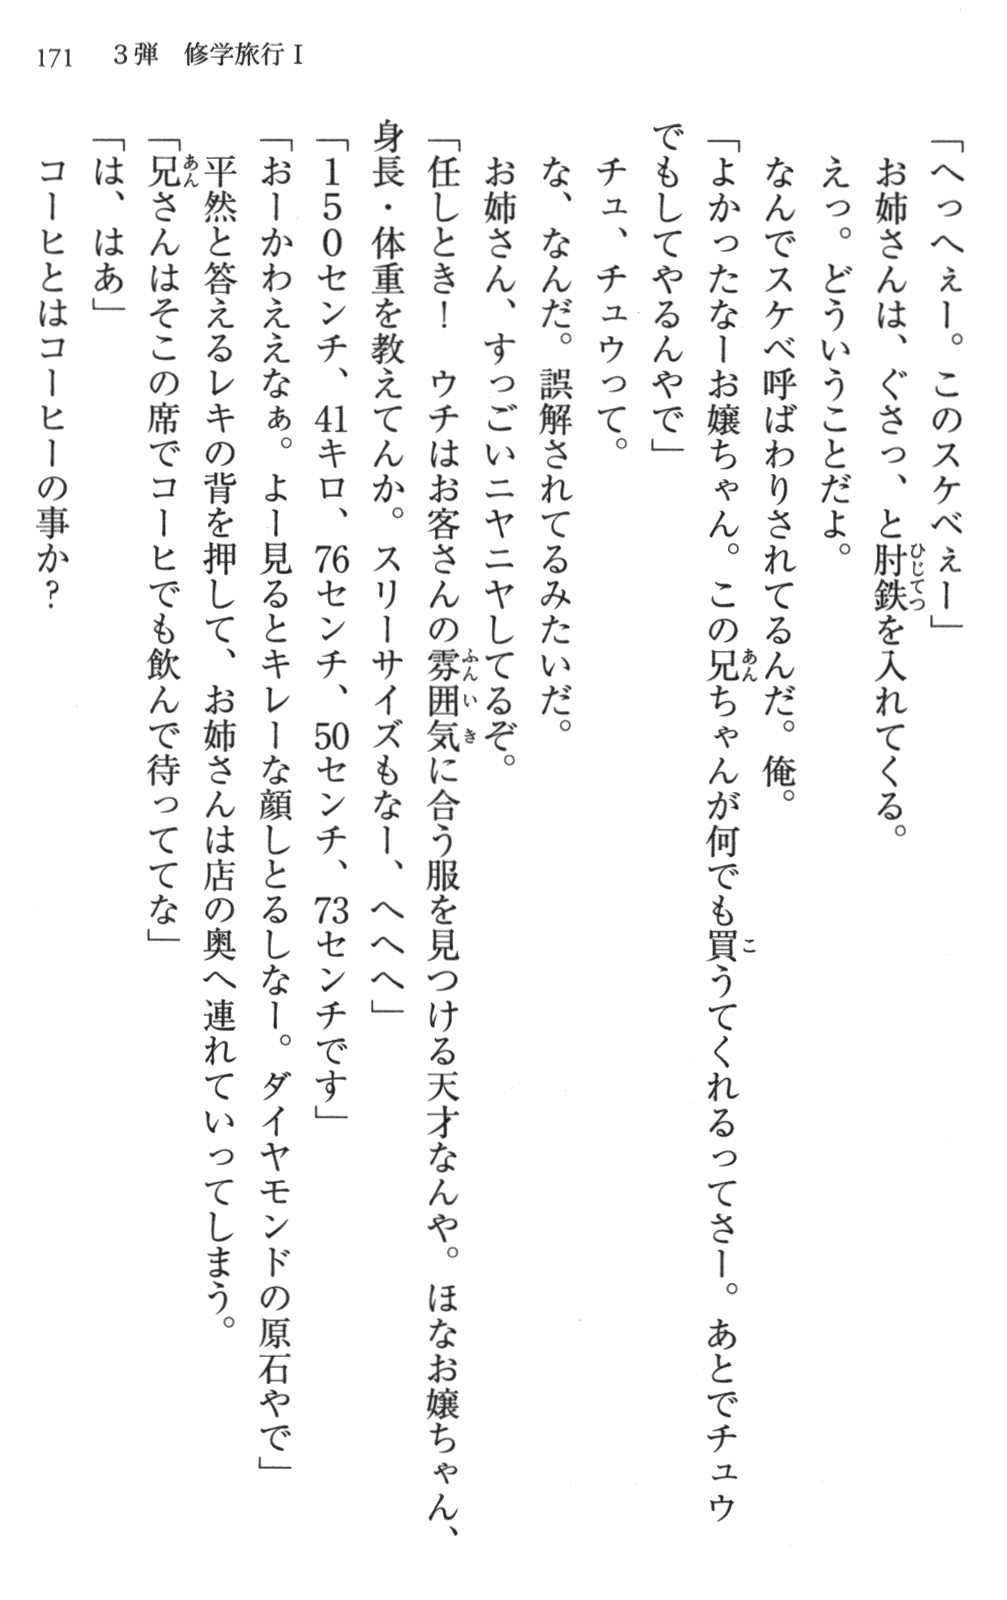 171　3弾　修学旅行Ⅰ
「へっへぇー。このスケベぇー」
お姉さんは、ぐさっ、と肘鉄を入れてくる。
えっ。どういうことだよ。
なんでスケベ呼ばわりされてるんだ。俺。
「よかったなーお嬢ちゃん。この兄ちゃんが何でも買うてくれるってさー。あとでチュウ
でもしてやるんやで」
チュ、チュウって。
な、なんだ。誤解されてるみたいだ。
お姉さん、すっごいニヤニヤしてるぞ。
「任しとき！　ウチはお客さんの雰囲気に合う服を見つける天才なんや。ほなお嬢ちゃん、
身長・体重を教えてんか。スリーサイズもなー、へへへ」
「150センチ、41キロ、76センチ、50センチ、73センチです」
「おーかわええなぁ。よー見るとキレーな顔しとるしなー。ダイヤモンドの原石やで」
平然と答えるレキの背を押して、お姉さんは店の奥へ連れていってしまう。
「兄さんはそこの席でコーヒでも飲んで待っててな」
「は、はあ」
コーヒとはコーヒーの事か？